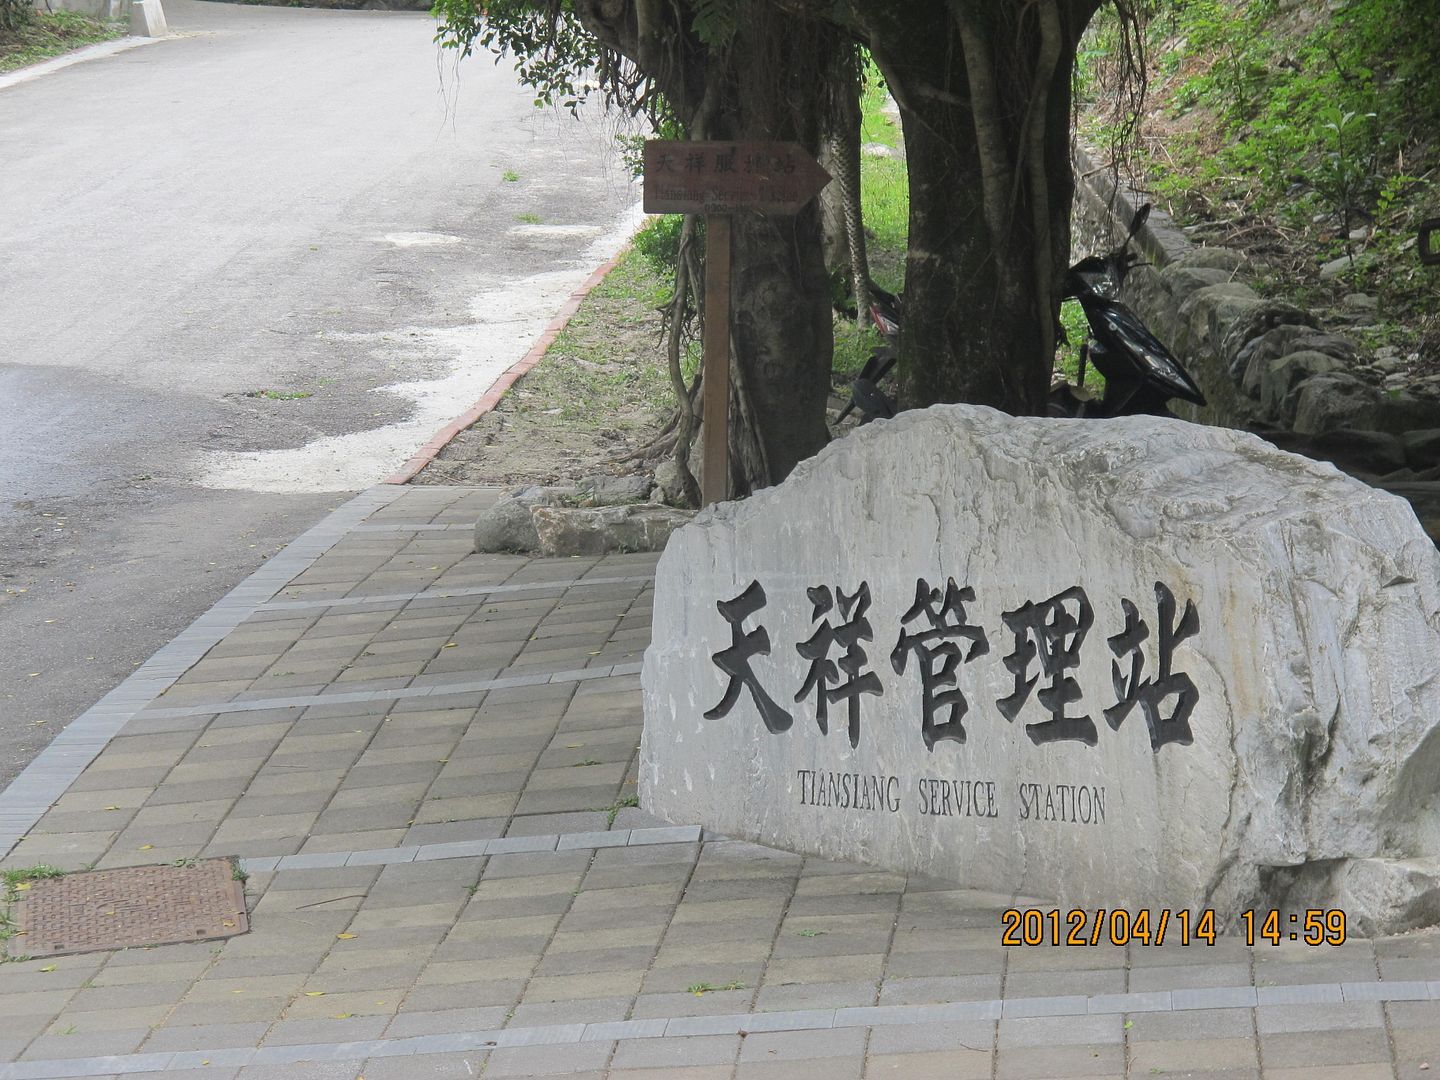 天祥服務站
Tiansiang Service
天祥管理站
TIANSIANG SERVICE STATION
2012/04/14 14:59